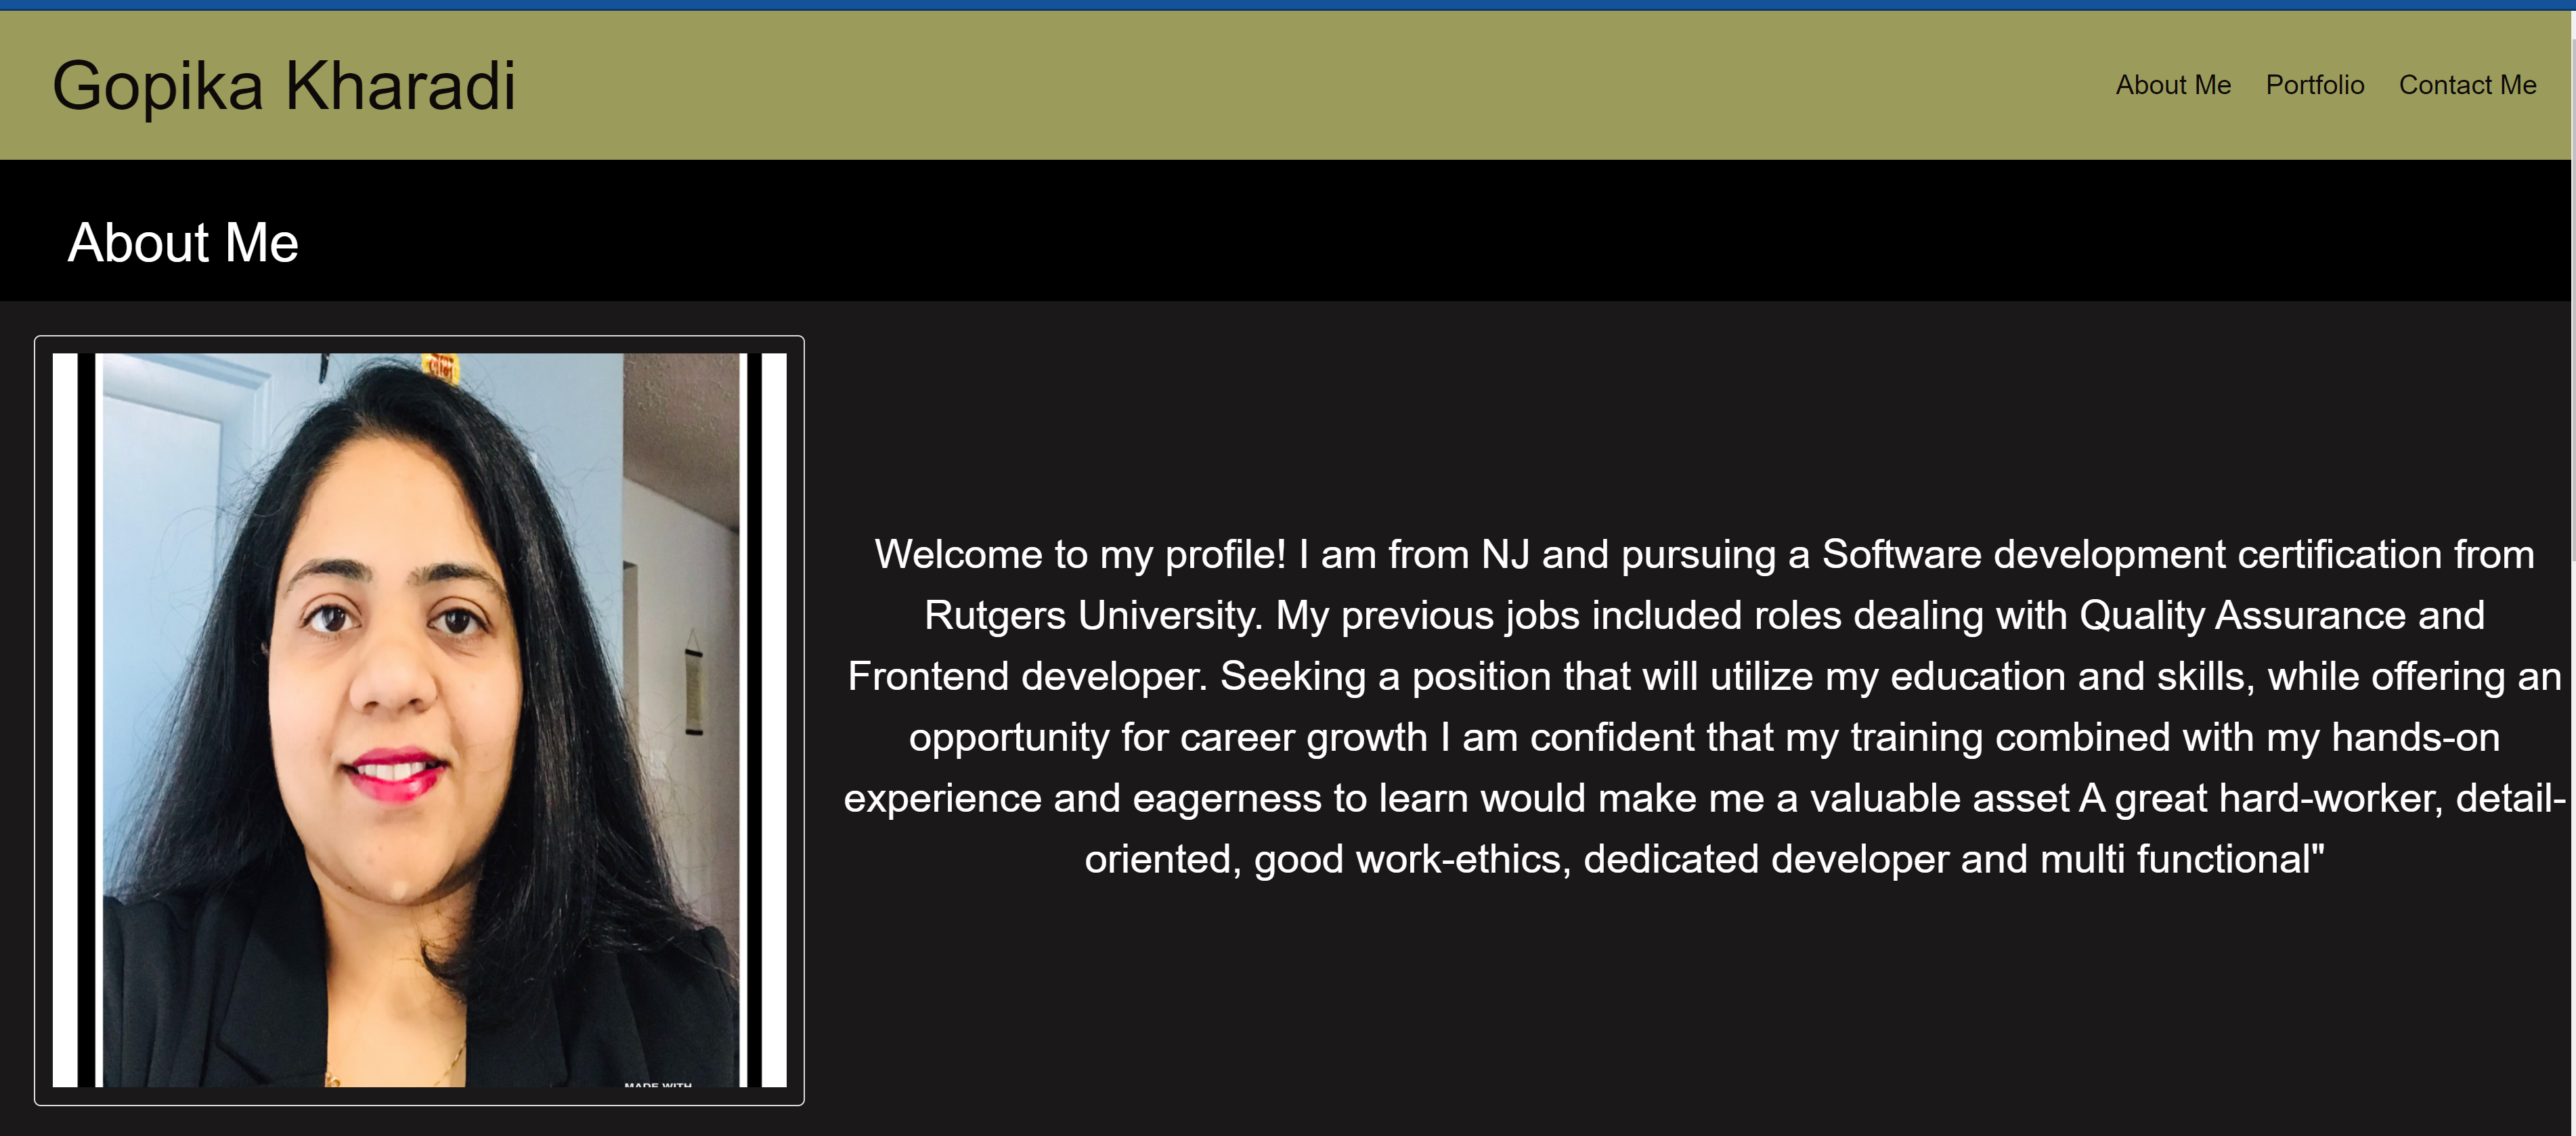 Gopika Kharadi
About Me Portfolio Contact Me
About Me
Welcome to my profile! I am from NJ and pursuing a Software development certification from
Rutgers University. My previous jobs included roles dealing with Quality Assurance and
Frontend developer. Seeking a position that will utilize my education and skills, while offering an
opportunity for career growth I am confident that my training combined with my hands-on
experience and eagerness to learn would make me a valuable asset A great hard-worker, detail-
oriented, good work-ethics, dedicated developer and multi functional"
MADE WITH